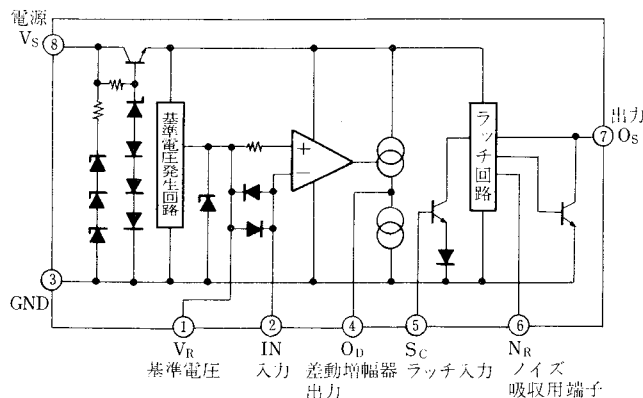 電源
VS
8
基準電圧発生回路
+
−
ラッチ回路
出力
7 OS
3
GND
1
2
4
5
6
VR
IN
OD
SC
NR
基準電圧
入力
差動増幅器
出力
ラッチ入力
ノイズ
吸収用端子